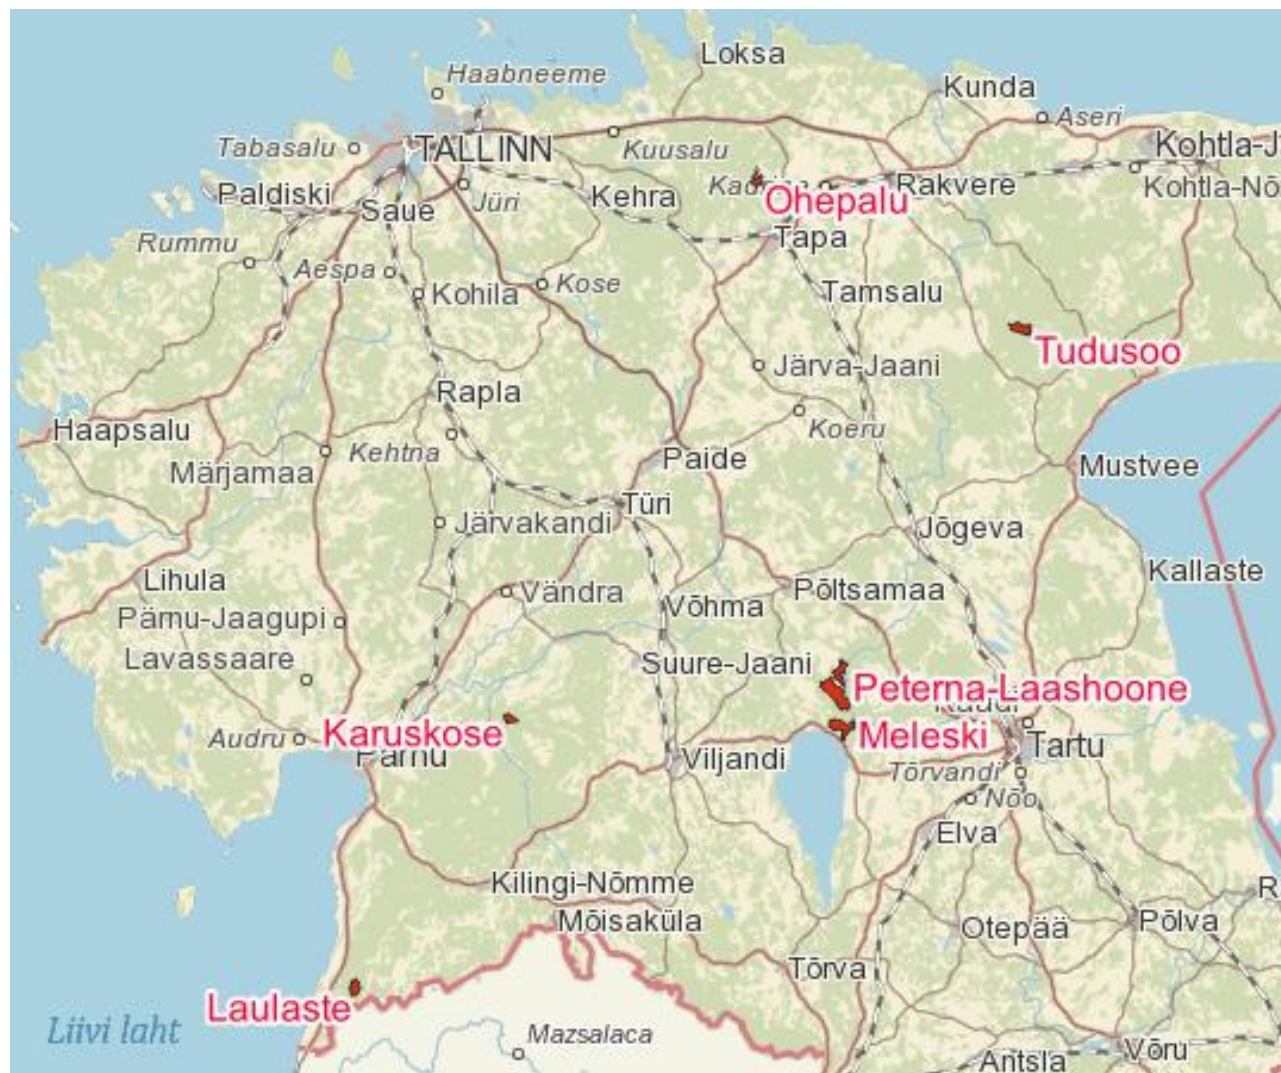 Loksa
Haabneeme
Kunda
Aseri
Tabasalu
TALLINN
Kuusalu
Kohtla-J
Kohtla-Nõ
Paldiski
Saue
Jüri
Kehra
Rakvere
Ohepalu
Tapa
Rummu
Aespa
Kohila
Kose
Tamsalu
Tudusoo
Järva-Jaani
Rapla
Koeru
Haapsalu
Märjamaa
Kehtna
Paide
Mustvee
Türi
Järvakandi
Jõgeva
Lihula
Vändra
Võhma
Põltsamaa
Kallaste
Pärnu-Jaagupi
Lavassaare
Suure-Jaani
Peterna-Laashoone
Karuskose
Meleski
Audru
Pärnu
Viljandi
Tartu
Tõrvandi
Nõo
Elva
Kilingi-Nõmme
Mõisaküla
Otepää
Põlva
R
Tõrva
Laulaste
Liivi laht
Mazsalaca
Antsla
Võru